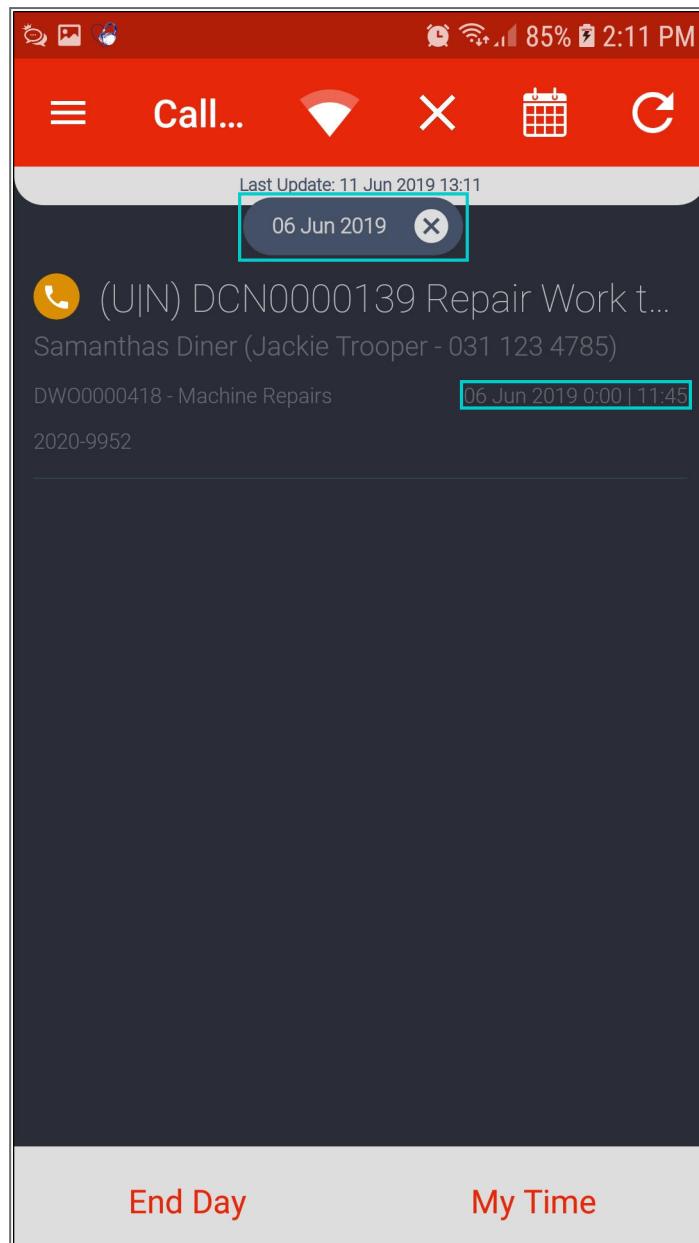 85% 2:11 PM
Call...
Last Update: 11 Jun 2019 13:11
06 Jun 2019
(U|N) DCN0000139 Repair Work t...
Samanthas Diner (Jackie Trooper - 031 123 4785)
DWO0000418 - Machine Repairs 06 Jun 2019 0:00 | 11:45
2020-9952
End Day My Time